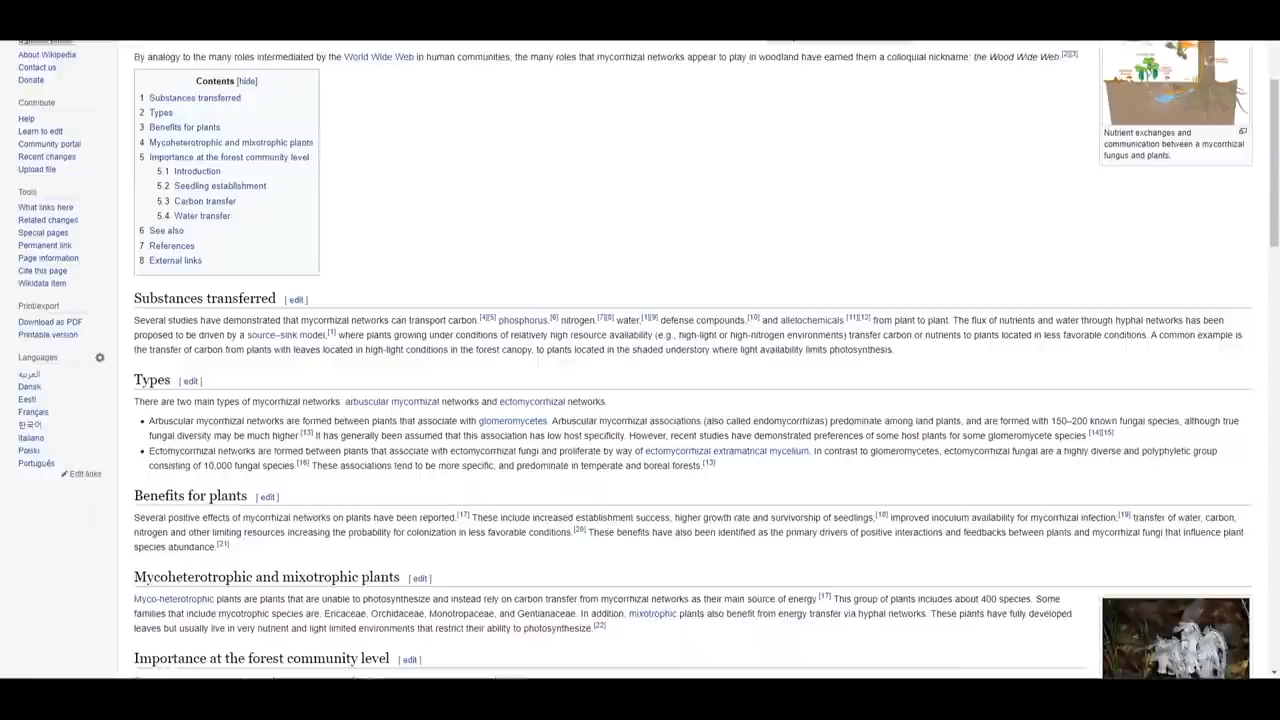 About Wikipedia
Contact us
Donate
Contribute
Help
Learn to edit
Community portal
Recent changes
Upload file
Tools
What links here
Related changes
Special pages
Permanent link
Page information
Cite this page
Wikidata item
Print/export
Download as PDF
Printable version
Languages
العربية
Dansk
Eesti
Français
한국어
Italiano
Polski
Português
Edit links
By analogy to the many roles intermediated by the World Wide Web in human communities, the many roles that mycorrhizal networks appear to play in woodland have earned them a colloquial nickname: the Wood Wide Web.[2][3]
Contents [hide]
1 Substances transferred
2 Types
3 Benefits for plants
4 Mycoheterotrophic and mixotrophic plants
5 Importance at the forest community level
5.1 Introduction
5.2 Seedling establishment
5.3 Carbon transfer
5.4 Water transfer
6 See also
7 References
8 External links
Nutrient exchanges and
communication between a mycorrhizal
fungus and plants.
Substances transferred [ edit ]
Several studies have demonstrated that mycorrhizal networks can transport carbon,[4][5] phosphorus,[6] nitrogen,[7][8] water,[1][9] defense compounds,[10] and allelochemicals [11][12] from plant to plant. The flux of nutrients and water through hyphal networks has been
proposed to be driven by a source–sink model,[1] where plants growing under conditions of relatively high resource availability (e.g., high-light or high-nitrogen environments) transfer carbon or nutrients to plants located in less favorable conditions. A common example is
the transfer of carbon from plants with leaves located in high-light conditions in the forest canopy, to plants located in the shaded understory where light availability limits photosynthesis.
Types [ edit ]
There are two main types of mycorrhizal networks: arbuscular mycorrhizal networks and ectomycorrhizal networks.
• Arbuscular mycorrhizal networks are formed between plants that associate with glomeromycetes. Arbuscular mycorrhizal associations (also called endomycorrhizas) predominate among land plants, and are formed with 150–200 known fungal species, although true
fungal diversity may be much higher.[13] It has generally been assumed that this association has low host specificity. However, recent studies have demonstrated preferences of some host plants for some glomeromycete species.[14][15]
• Ectomycorrhizal networks are formed between plants that associate with ectomycorrhizal fungi and proliferate by way of ectomycorrhizal extramatrical mycelium. In contrast to glomeromycetes, ectomycorrhizal fungal are a highly diverse and polyphyletic group
consisting of 10,000 fungal species.[16] These associations tend to be more specific, and predominate in temperate and boreal forests.[13]
Benefits for plants [ edit ]
Several positive effects of mycorrhizal networks on plants have been reported.[17] These include increased establishment success, higher growth rate and survivorship of seedlings;[18] improved inoculum availability for mycorrhizal infection;[19] transfer of water, carbon,
nitrogen and other limiting resources increasing the probability for colonization in less favorable conditions.[20] These benefits have also been identified as the primary drivers of positive interactions and feedbacks between plants and mycorrhizal fungi that influence plant
species abundance.[21]
Mycoheterotrophic and mixotrophic plants [ edit ]
Myco-heterotrophic plants are plants that are unable to photosynthesize and instead rely on carbon transfer from mycorrhizal networks as their main source of energy.[17] This group of plants includes about 400 species. Some
families that include mycotrophic species are: Ericaceae, Orchidaceae, Monotropaceae, and Gentianaceae. In addition, mixotrophic plants also benefit from energy transfer via hyphal networks. These plants have fully developed
leaves but usually live in very nutrient and light limited environments that restrict their ability to photosynthesize.[22]
Importance at the forest community level [ edit ]